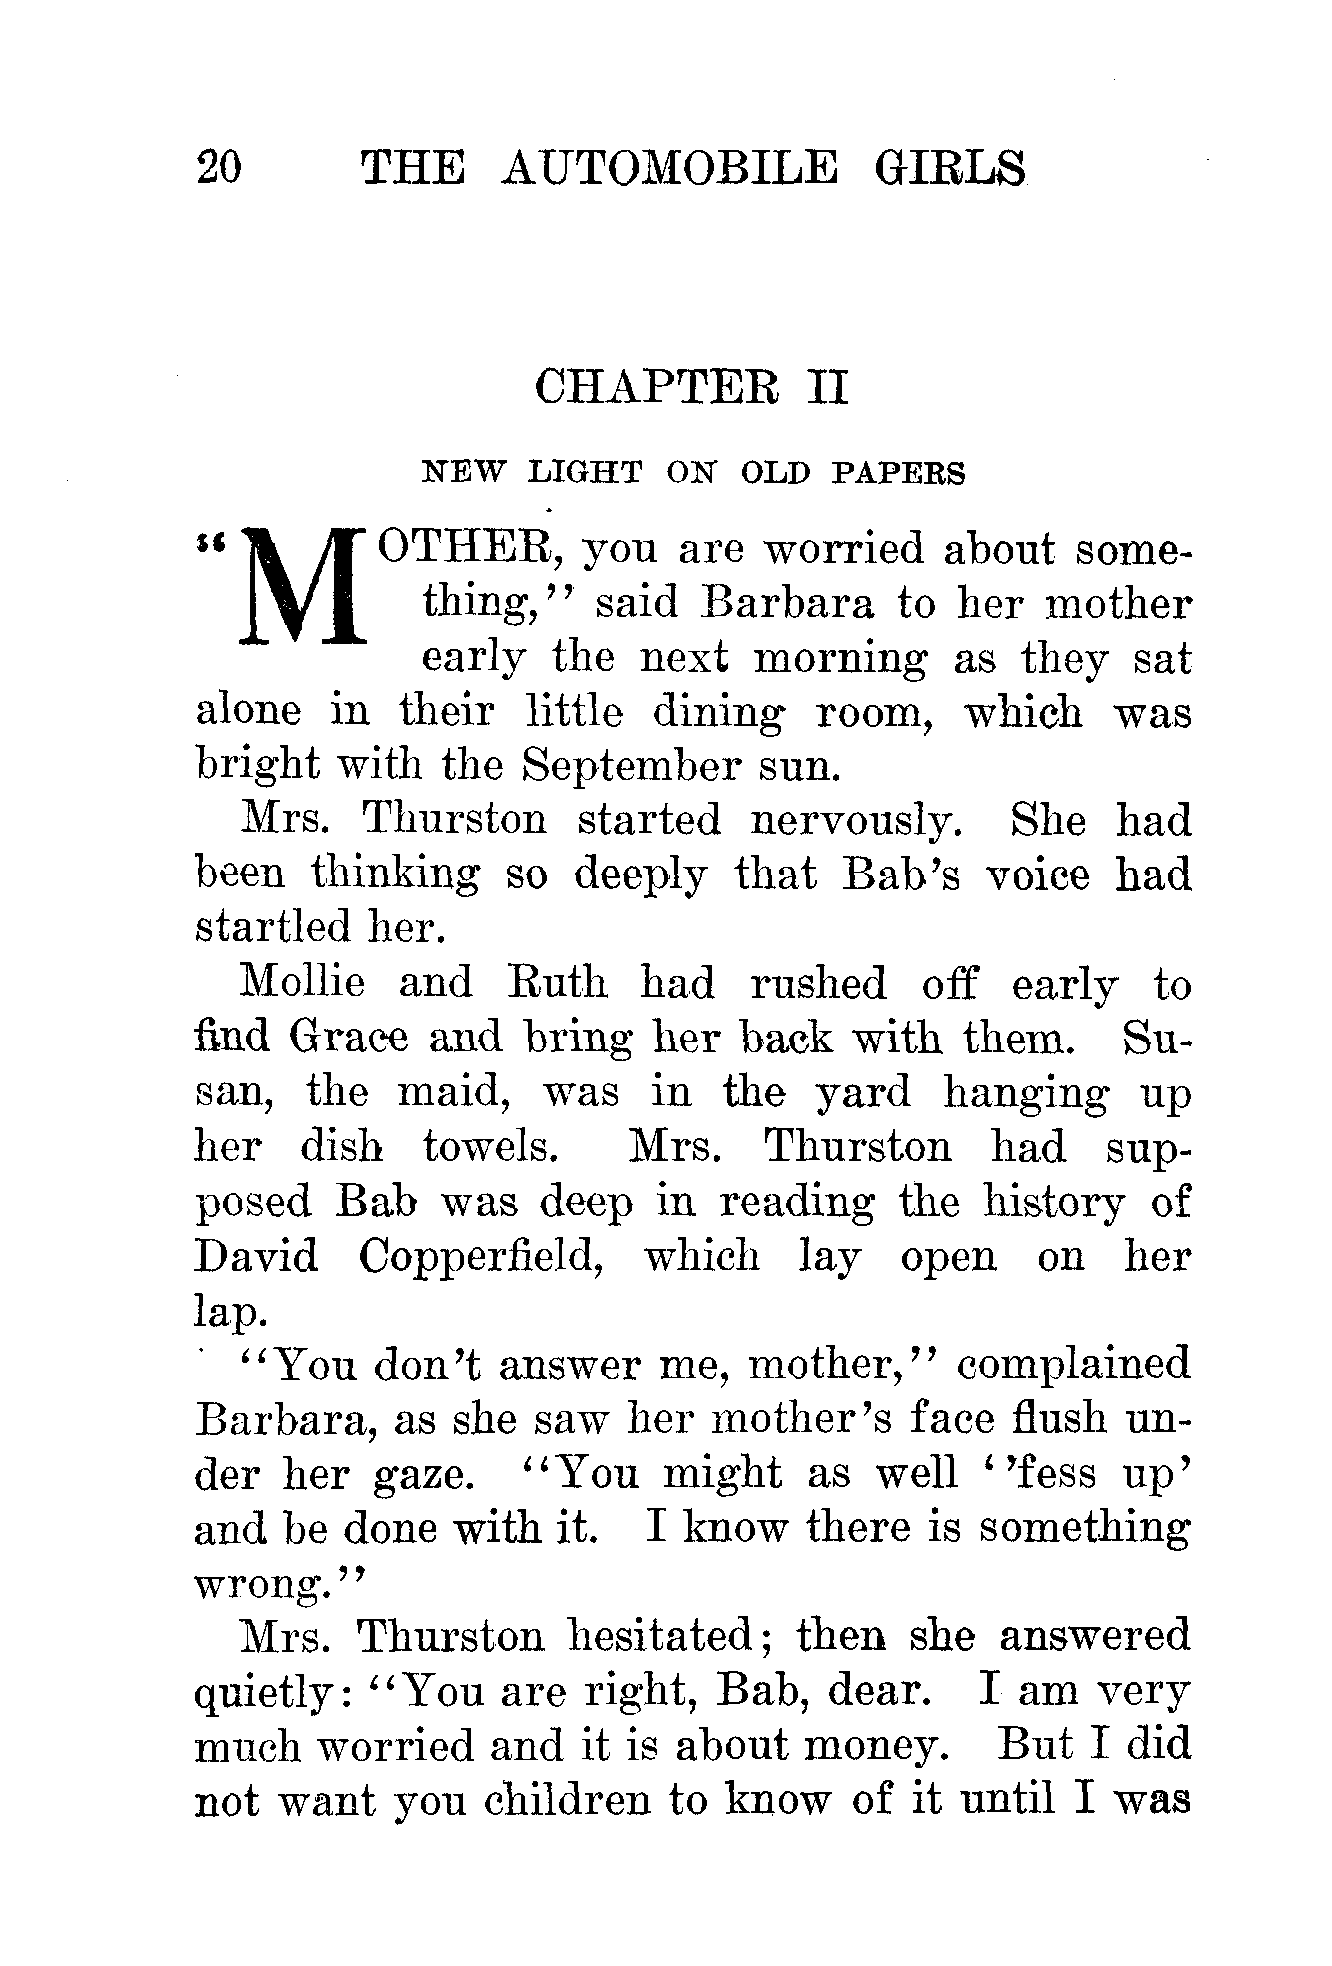 20 THE AUTOMOBILE GIRLS
CHAPTER II
NEW LIGHT ON OLD PAPERS
“MOTHER, you are worried about some-
thing,” said Barbara to her mother
early the next morning as they sat
alone in their little dining room, which was
bright with the September sun.
Mrs. Thurston started nervously. She had
been thinking so deeply that Bab’s voice had
startled her.
Mollie and Ruth had rushed off early to
find Grace and bring her back with them. Su-
san, the maid, was in the yard hanging up
her dish towels. Mrs. Thurston had sup-
posed Bab was deep in reading the history of
David Copperfield, which lay open on her
lap.
“You don’t answer me, mother,” complained
Barbara, as she saw her mother’s face flush un-
der her gaze. “You might as well ‘’fess up’
and be done with it. I know there is something
wrong.”
Mrs. Thurston hesitated; then she answered
quietly: “You are right, Bab, dear. I am very
much worried and it is about money. But I did
not want you children to know of it until I was